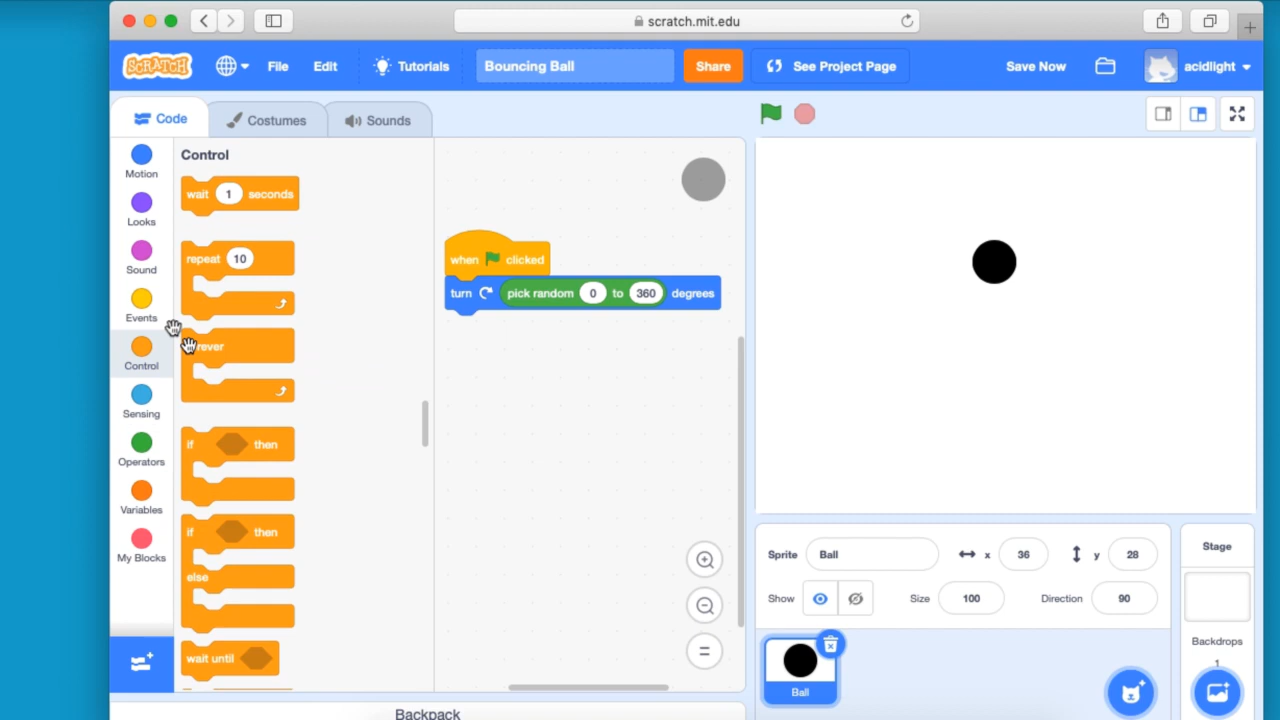 scratch.mit.edu
SCRATCH
File Edit Tutorials Bouncing Ball Share See Project Page Save Now acidlight
Code Costumes Sounds
Motion
Looks
Sound
Events
Control
Sensing
Operators
Variables
My Blocks
Control
wait 1 seconds
repeat 10
if then
if then
else
wait until
when clicked
turn pick random 0 to 360 degrees
Sprite Ball x 36 y 28
Show Size 100 Direction 90
Ball
Stage
Backdrops
1
Backpack